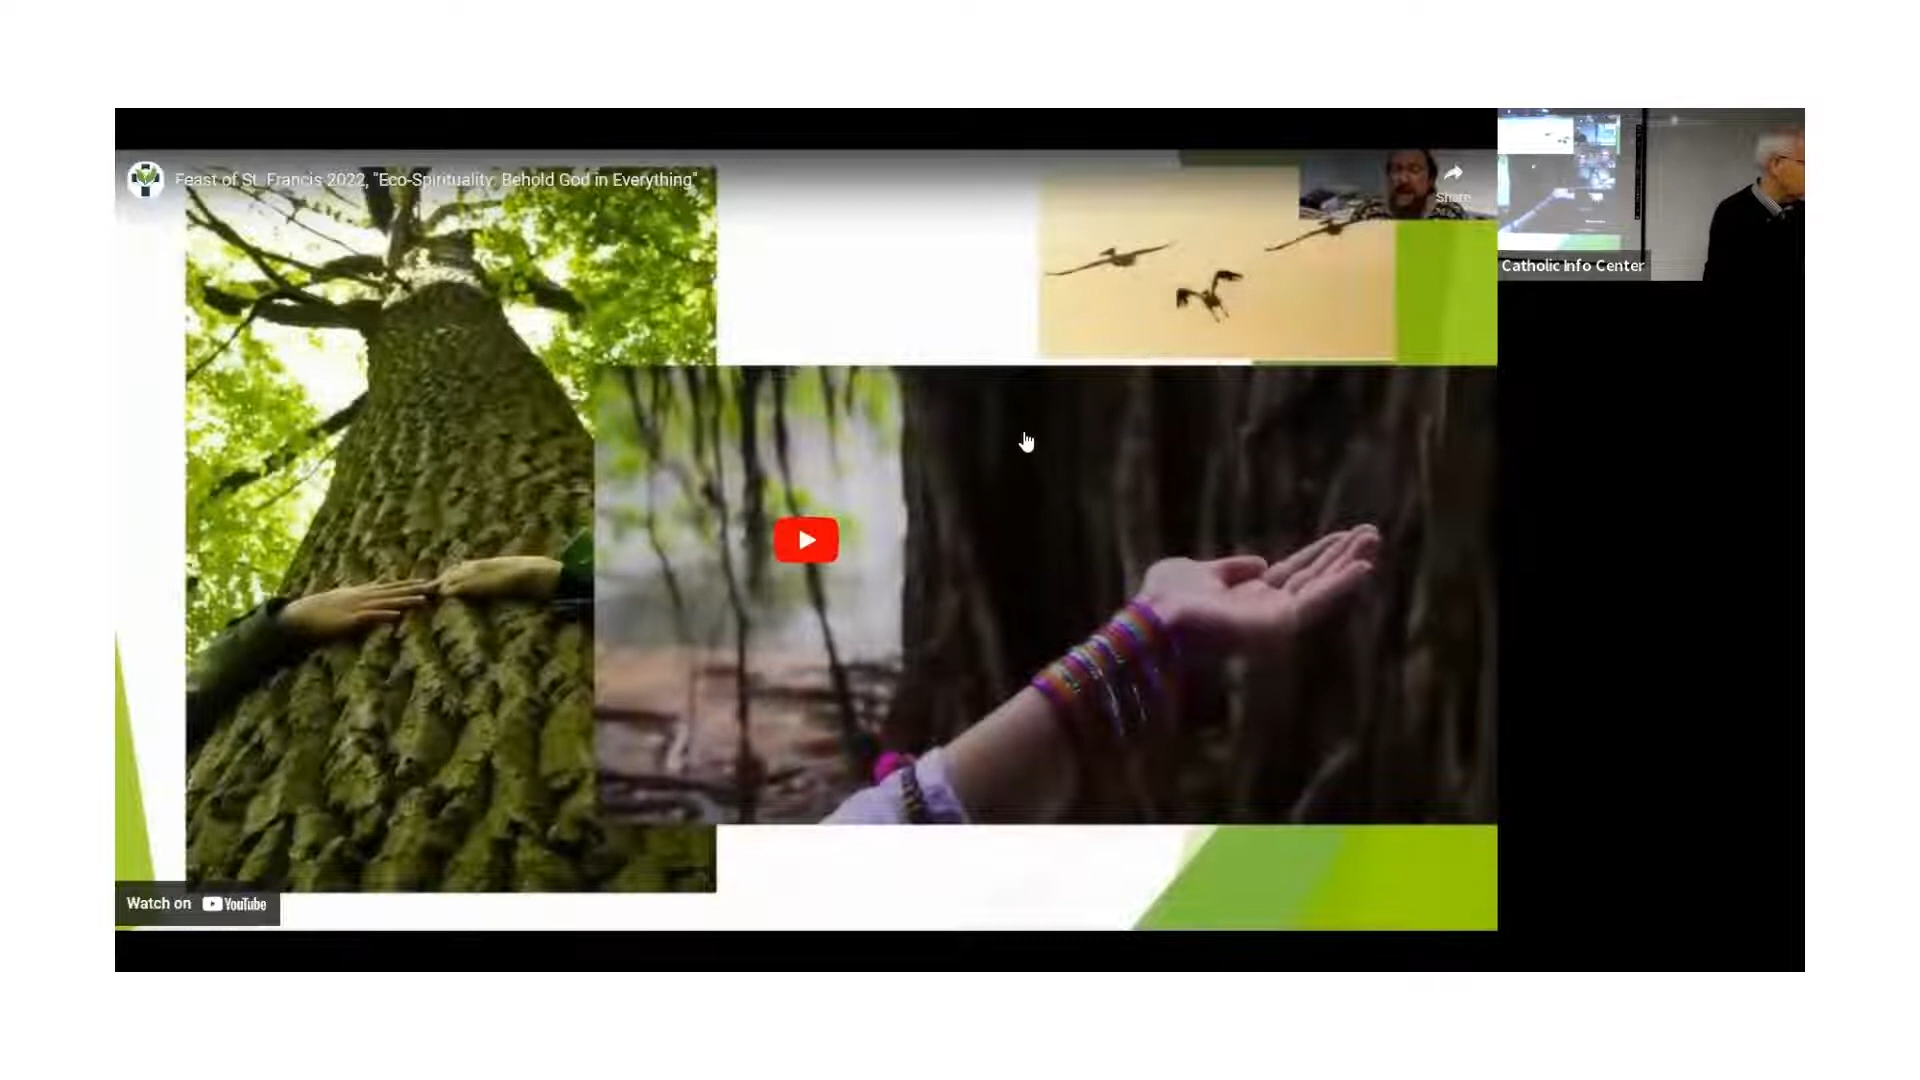 Feast of St. Francis 2022, "Eco-Spirituality: Behold God in Everything"
Share
Catholic Info Center
Watch on YouTube